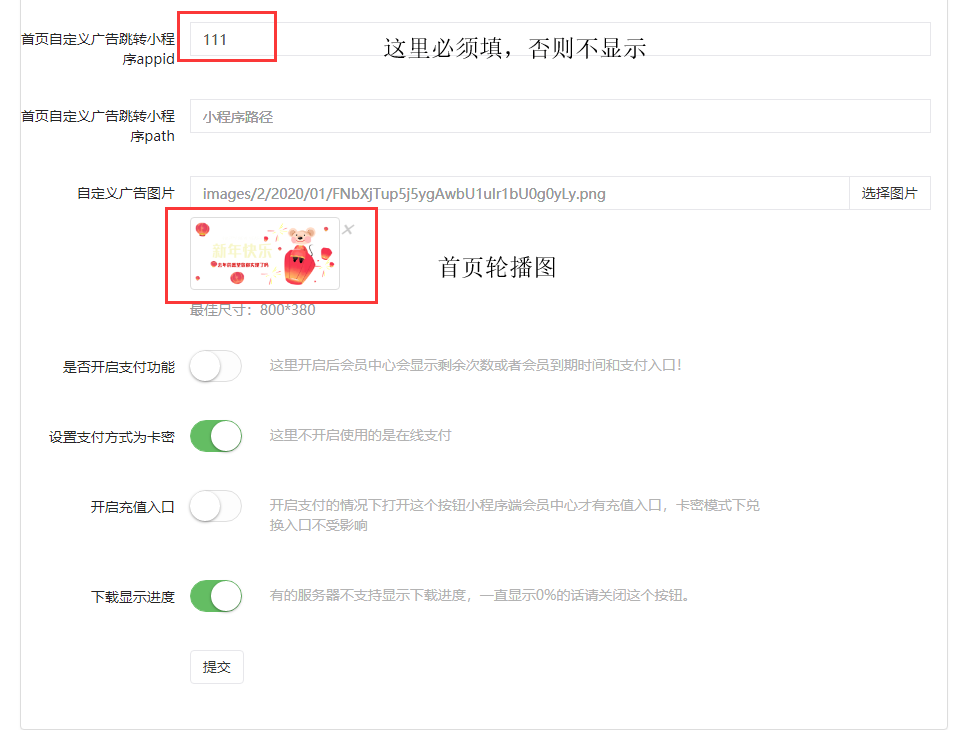 首页自定义广告跳转小程
序appid
111
这里必须填，否则不显示
首页自定义广告跳转小程
序path
小程序路径
自定义广告图片
images/2/2020/01/FNbXjTup5j5ygAwbU1uIr1bU0g0yLy.png
选择图片
新年快乐
首页轮播图
最佳尺寸：800*380
是否开启支付功能
这里开启后会员中心会显示剩余次数或者会员到期时间和支付入口！
设置支付方式为卡密
这里不开启使用的是在线支付
开启充值入口
开启支付的情况下打开这个按钮小程序端会员中心才有充值入口，卡密模式下兑
换入口不受影响
下载显示进度
有的服务器不支持显示下载进度，一直显示0%的话请关闭这个按钮。
提交